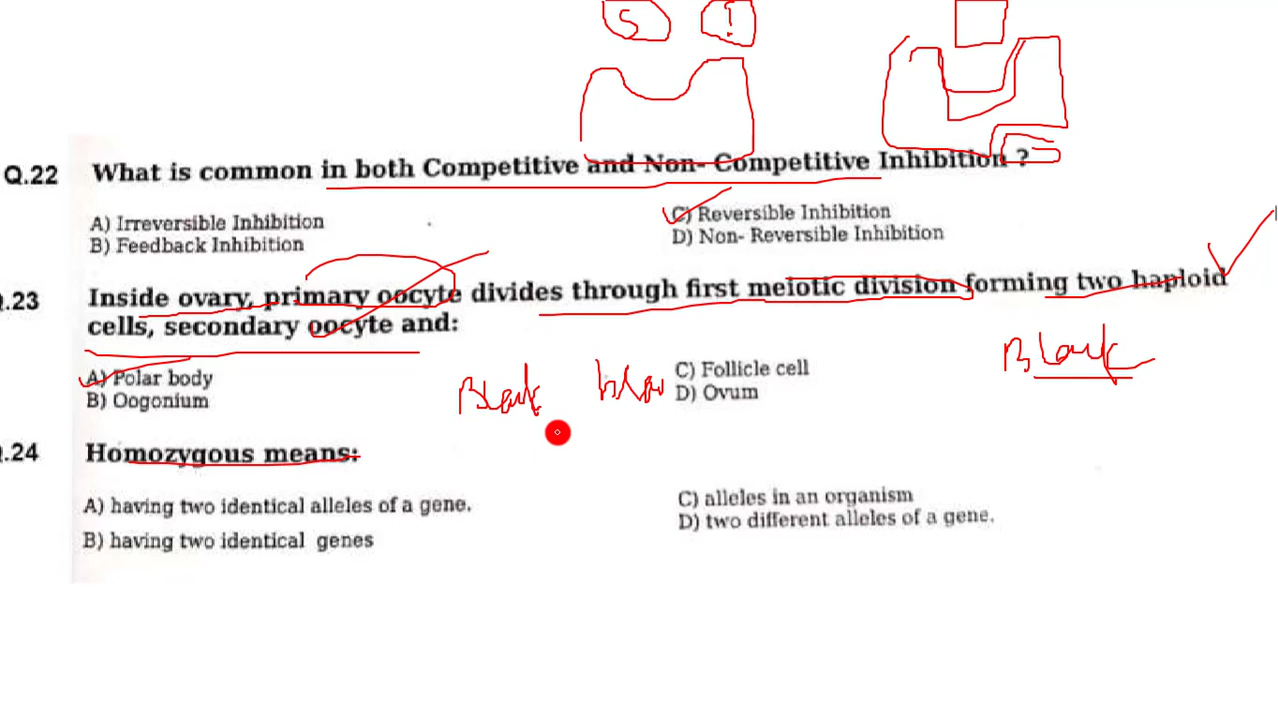 S I
Q.22 What is common in both Competitive and Non- Competitive Inhibition ?
A) Irreversible Inhibition
B) Feedback Inhibition
C) Reversible Inhibition
D) Non- Reversible Inhibition
.23 Inside ovary, primary oocyte divides through first meiotic division forming two haploid
cells, secondary oocyte and:
A) Polar body
B) Oogonium
C) Follicle cell
D) Ovum
Black
Black
.24 Homozygous means:
A) having two identical alleles of a gene.
B) having two identical genes
C) alleles in an organism
D) two different alleles of a gene.